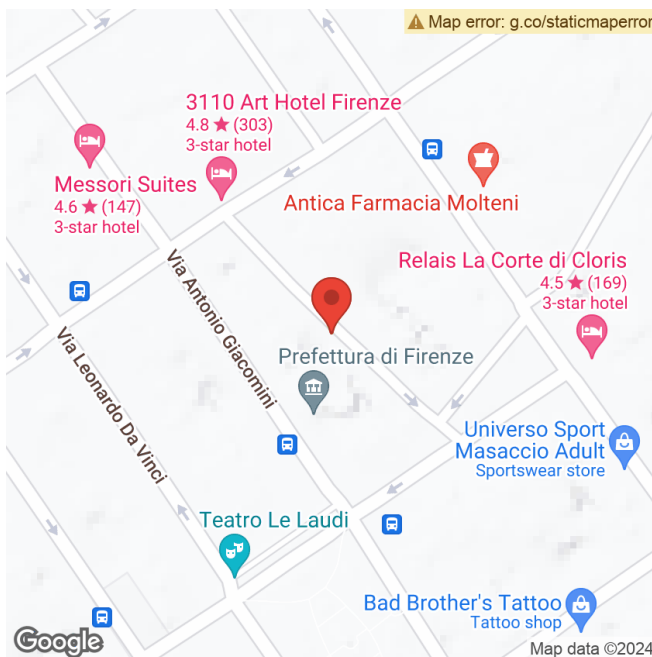 Map error: g.co/staticmaperror
3110 Art Hotel Firenze
4.8 ★ (303)
3-star hotel
Messori Suites
4.6 ★ (147)
3-star hotel
Antica Farmacia Molteni
Relais La Corte di Cloris
4.5 ★ (169)
3-star hotel
Via Antonio Giacomini
Via Leonardo Da Vinci
Prefettura di Firenze
Universo Sport
Masaccio Adult
Sportswear store
Teatro Le Laudi
Bad Brother's Tattoo
Tattoo shop
Google
Map data ©2024